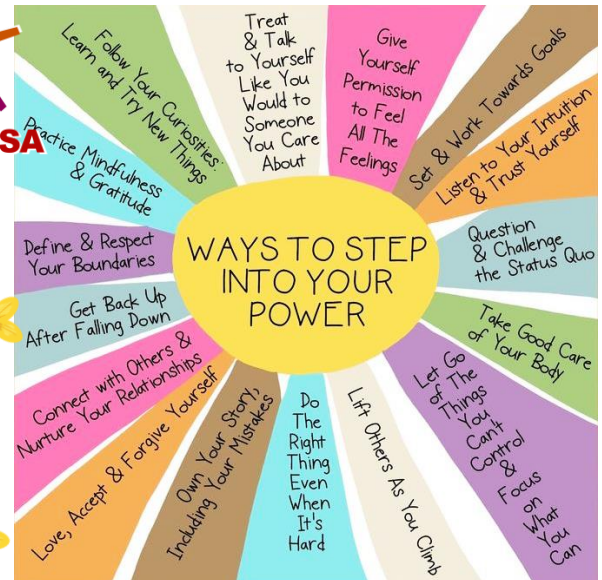 WAYS TO STEP
INTO YOUR
POWER
Treat
& Talk
to Yourself
Like You
Would to
Someone
You Care
About
Give
Yourself
Permission
to Feel
All The
Feelings
Set & Work Towards Goals
Listen to Your Intuition
& Trust Yourself
Question
& Challenge
the Status Quo
Take Good Care
of Your Body
Let Go
of The
Things
You
Can't
Control
&
Focus
on
What
You
Can
Lift Others As You Climb
Do
The
Right
Thing
Even
When
It's
Hard
Own Your Story,
Including Your Mistakes
Love, Accept & Forgive Yourself
Connect with Others &
Nurture Your Relationships
Get Back Up
After Falling Down
Define & Respect
Your Boundaries
Practice Mindfulness
& Gratitude
Follow Your Curiosities:
Learn and Try New Things
SA